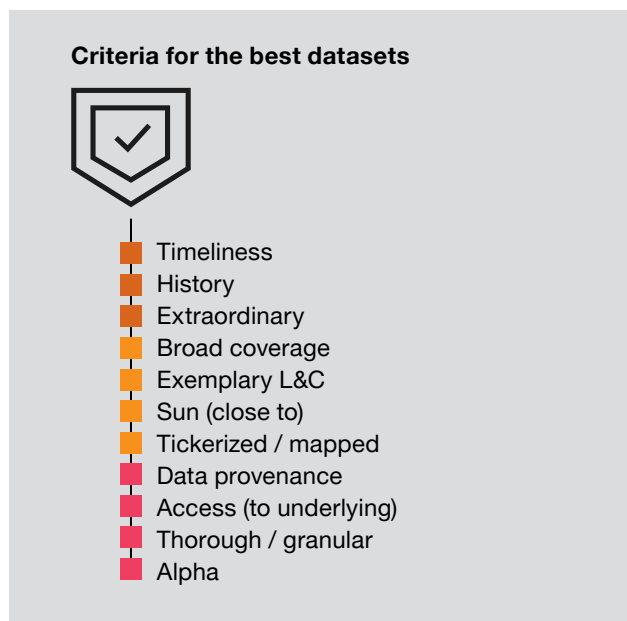 Criteria for the best datasets
Timeliness
History
Extraordinary
Broad coverage
Exemplary L&C
Sun (close to)
Tickerized / mapped
Data provenance
Access (to underlying)
Thorough / granular
Alpha